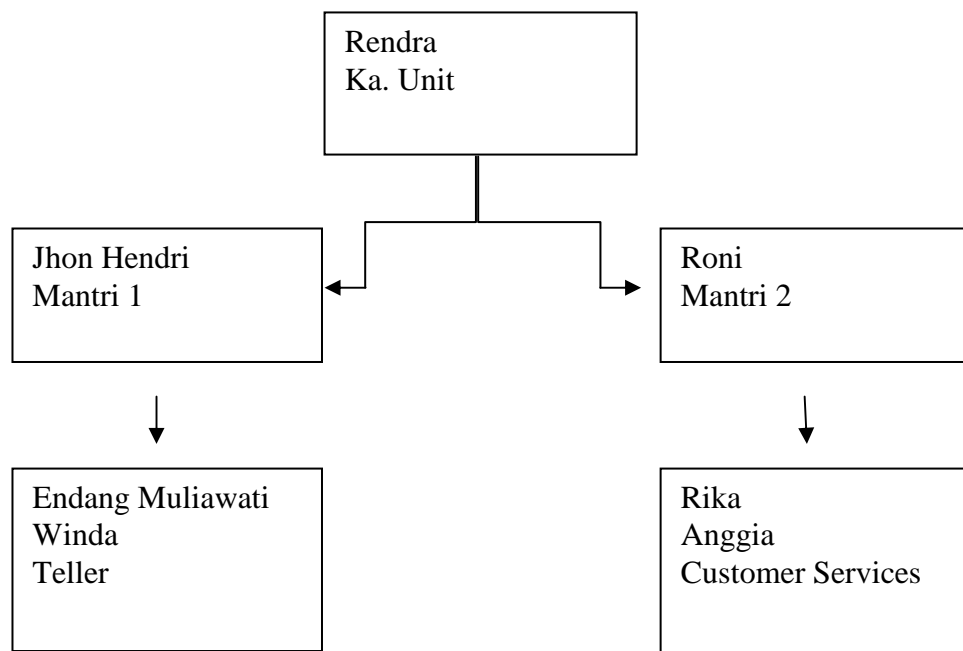 Rendra
Ka. Unit
Jhon Hendri
Mantri 1
Roni
Mantri 2
Endang Muliawati
Winda
Teller
Rika
Anggia
Customer Services